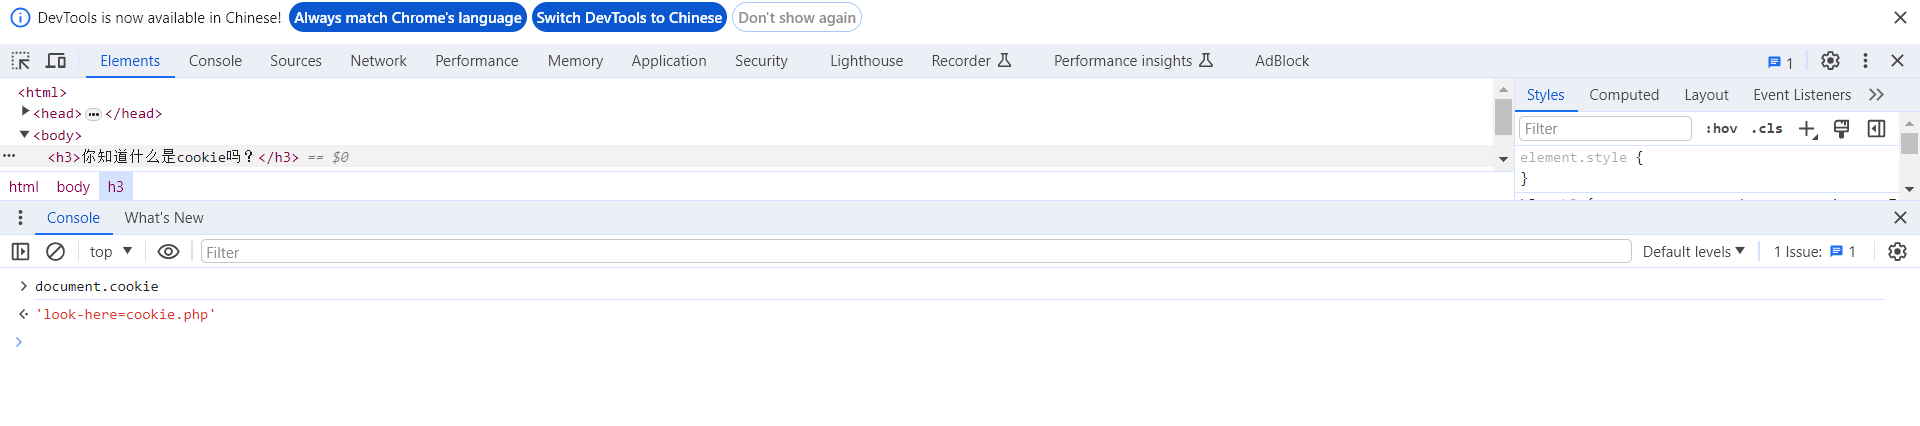 DevTools is now available in Chinese! Always match Chrome's language Switch DevTools to Chinese Don't show again
Elements Console Sources Network Performance Memory Application Security Lighthouse Recorder Performance insights AdBlock 1
<html>
<head> ••• </head>
<body>
<h3>你知道什么是cookie吗？</h3> == $0
html body h3
Styles Computed Layout Event Listeners
Filter :hov .cls
element.style {
}
Console What's New
top Filter Default levels 1 Issue: 1
document.cookie
'look-here=cookie.php'